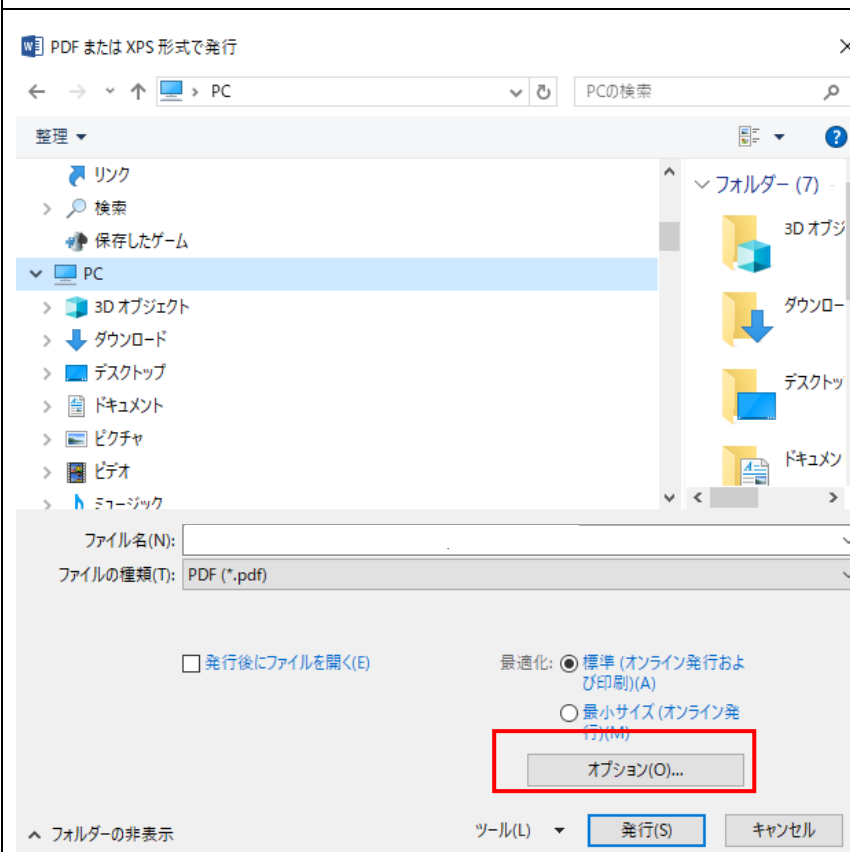 PDF または XPS 形式で発行
PC
PCの検索
整理
リンク
検索
保存したゲーム
PC
3D オブジェクト
ダウンロード
デスクトップ
ドキュメント
ピクチャ
ビデオ
ミュージック
フォルダー (7)
3D オブジ
ダウンロー
デスクトッ
ドキュメン
ファイル名(N):
ファイルの種類(T): PDF (*.pdf)
発行後にファイルを開く(E)
最適化: 標準 (オンライン発行およ
び印刷)(A)
最小サイズ (オンライン発
行)(M)
オプション(O)...
フォルダーの非表示
ツール(L) 発行(S) キャンセル